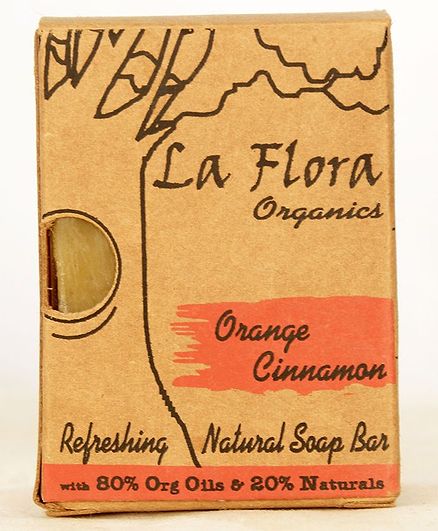 La Flora
Organics
Orange
Cinnamon
Refreshing Natural Soap Bar
with 80% Org Oils & 20% Naturals